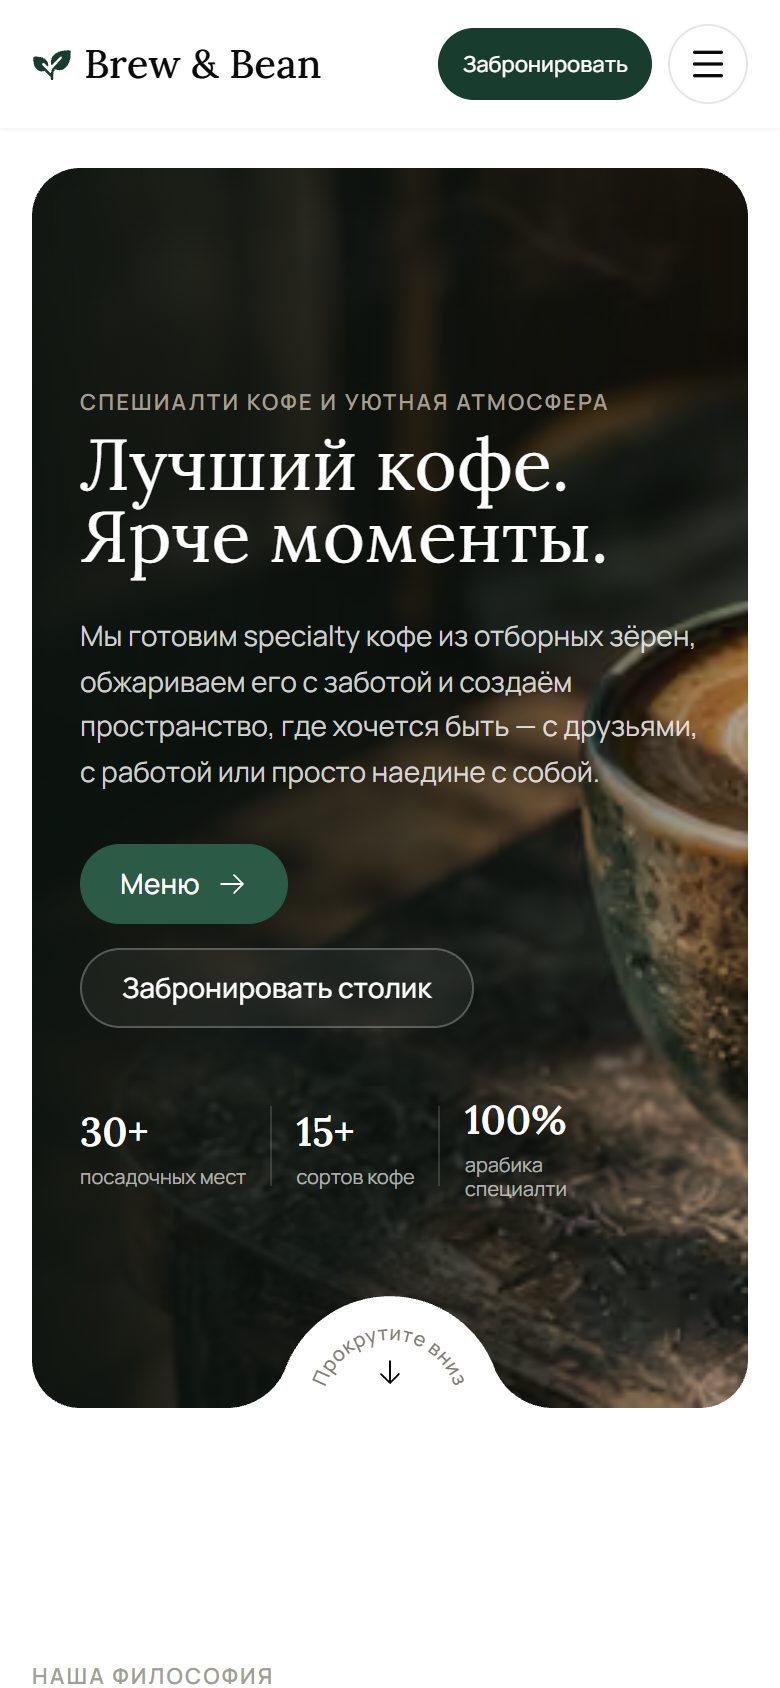 Brew & Bean
Забронировать
СПЕШИАЛТИ КОФЕ И УЮТНАЯ АТМОСФЕРА
Лучший кофе.
Ярче моменты.
Мы готовим specialty кофе из отборных зёрен,
обжариваем его с заботой и создаём
пространство, где хочется быть — с друзьями,
с работой или просто наедине с собой.
Меню
Забронировать столик
30+
посадочных мест
15+
сортов кофе
100%
арабика
специалти
Прокрутите вниз
НАША ФИЛОСОФИЯ